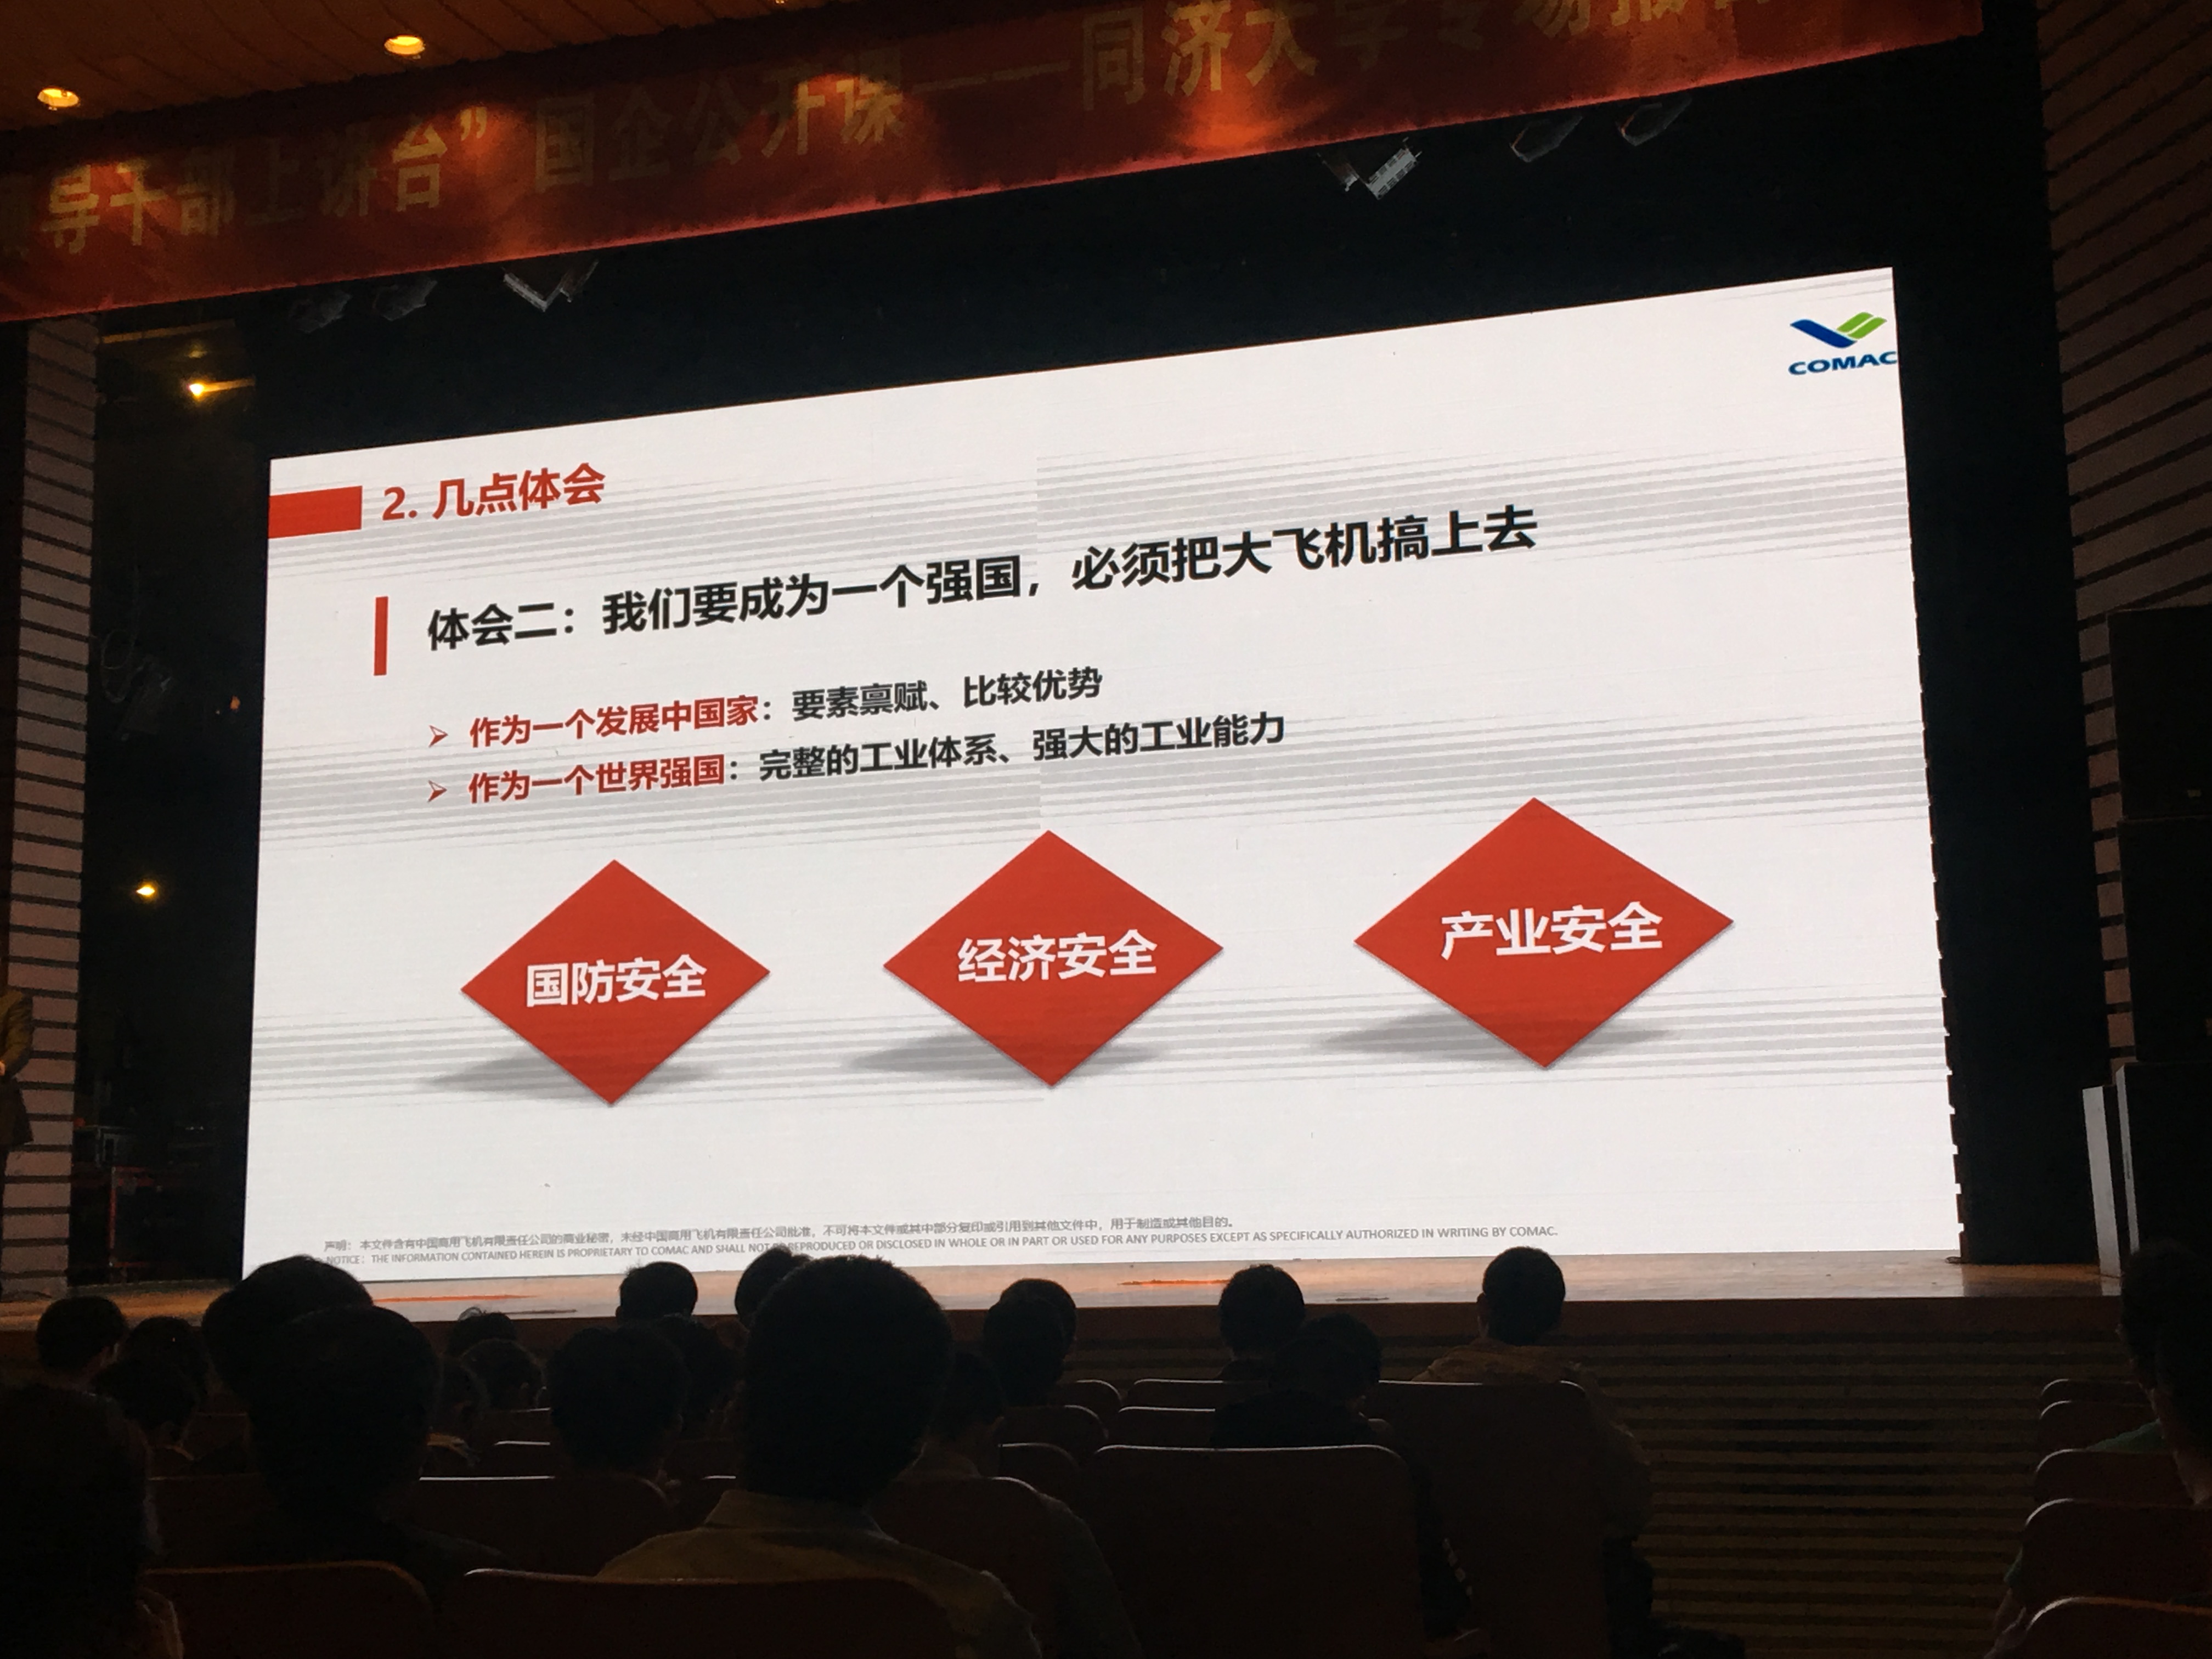 导干部上讲台”国企公开课——同济大学专场报
COMAC
2. 几点体会
体会二：我们要成为一个强国，必须把大飞机搞上去
作为一个发展中国家：要素禀赋、比较优势
作为一个世界强国：完整的工业体系、强大的工业能力
国防安全
经济安全
产业安全
声明：本文件含有中国商用飞机有限责任公司的商业秘密，未经中国商用飞机有限责任公司批准，不可将本文件或其中部分复印或引用到其他文件中，用于制造或其他目的。
NOTICE：THE INFORMATION CONTAINED HEREIN IS PROPRIETARY TO COMAC AND SHALL NOT BE REPRODUCED OR DISCLOSED IN WHOLE OR IN PART OR USED FOR ANY PURPOSES EXCEPT AS SPECIFICALLY AUTHORIZED IN WRITING BY COMAC.